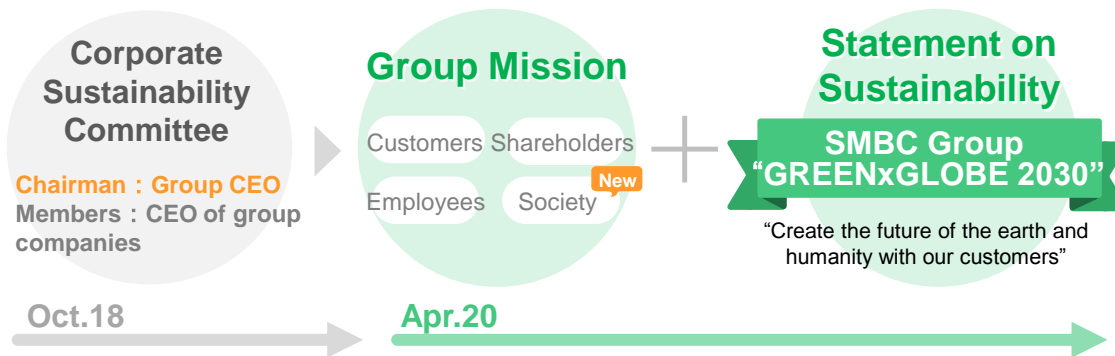 Corporate
Sustainability
Committee
Chairman：Group CEO
Members：CEO of group
companies
Group Mission
Customers
Shareholders
Employees
Society
New
Statement on
Sustainability
SMBC Group
“GREENxGLOBE 2030”
“Create the future of the earth and
humanity with our customers”
Oct.18
Apr.20